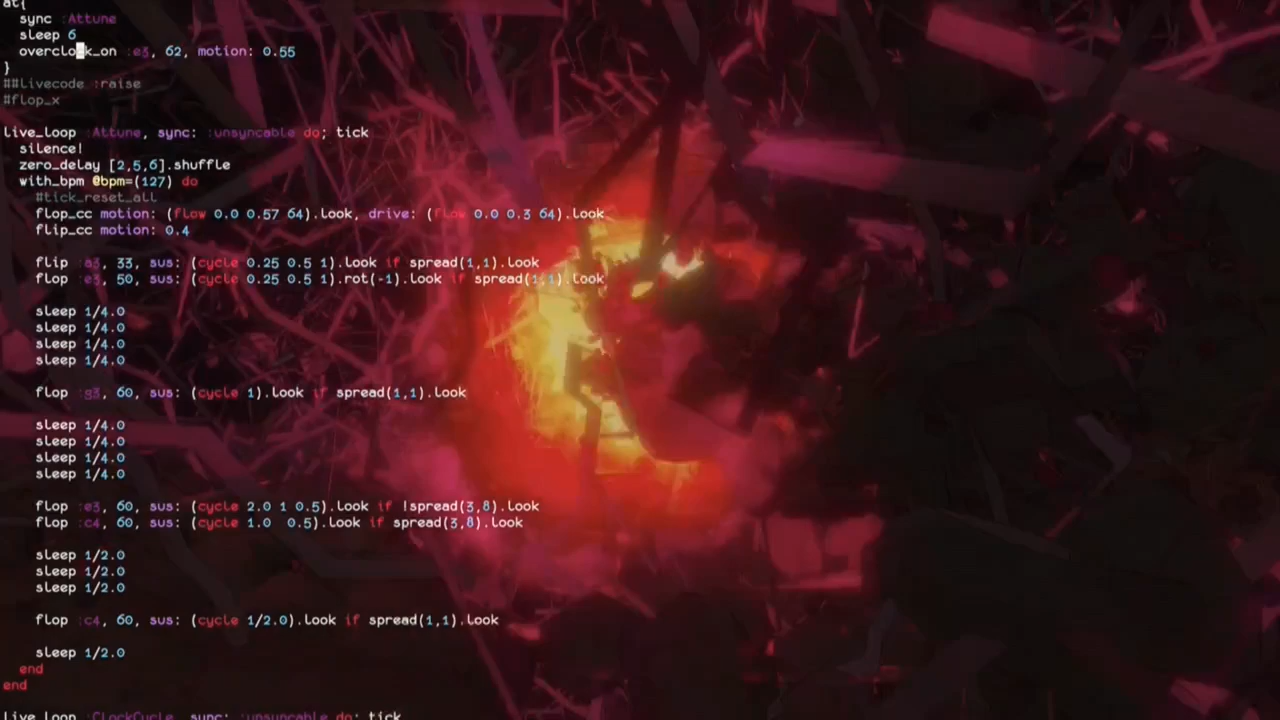 at{
sync :Attune
sleep 6
overclock_on :e3, 62, motion: 0.55
}
##livecode :raise
#flop_x
live_loop :Attune, sync: :unsyncable do; tick
silence!
zero_delay [2,5,6].shuffle
with_bpm @bpm=(127) do
#tick_reset_all
flop_cc motion: (flow 0.0 0.57 64).look, drive: (flow 0.0 0.3 64).look
flip_cc motion: 0.4
flip :a3, 33, sus: (cycle 0.25 0.5 1).look if spread(1,1).look
flop :e3, 50, sus: (cycle 0.25 0.5 1).rot(-1).look if spread(1,1).look
sleep 1/4.0
sleep 1/4.0
sleep 1/4.0
sleep 1/4.0
flop :g3, 60, sus: (cycle 1).look if spread(1,1).look
sleep 1/4.0
sleep 1/4.0
sleep 1/4.0
sleep 1/4.0
flop :e3, 60, sus: (cycle 2.0 1 0.5).look if !spread(3,8).look
flop :c4, 60, sus: (cycle 1.0  0.5).look if spread(3,8).look
sleep 1/2.0
sleep 1/2.0
sleep 1/2.0
flop :c4, 60, sus: (cycle 1/2.0).look if spread(1,1).look
sleep 1/2.0
end
end
live_loop :ClockCycle, sync: :unsyncable do; tick